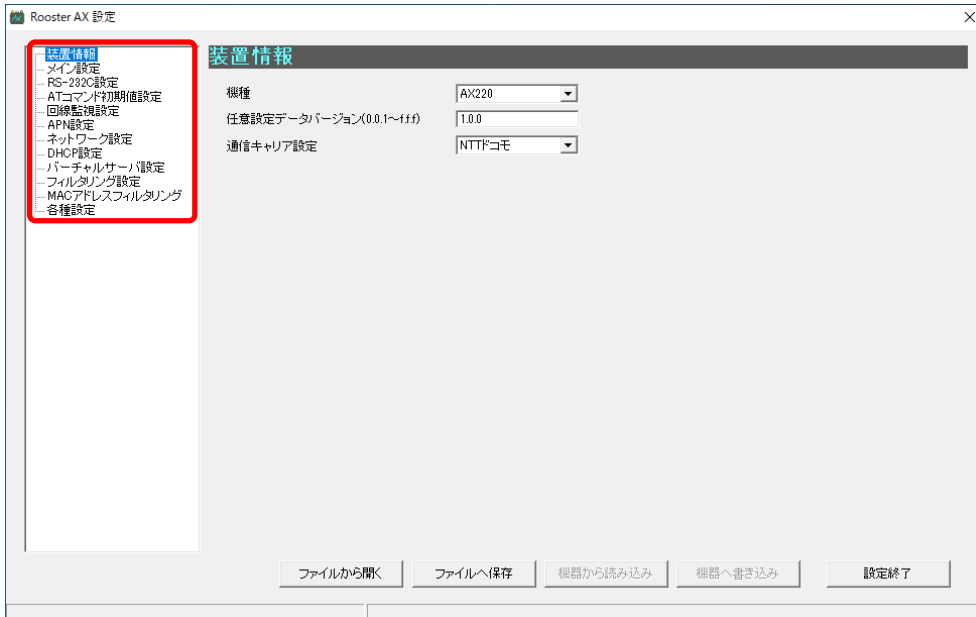 Rooster AX 設定
装置情報
メイン設定
RS-232C設定
ATコマンド初期値設定
回線監視設定
APN設定
ネットワーク設定
DHCP設定
バーチャルサーバ設定
フィルタリング設定
MACアドレスフィルタリング
各種設定
装置情報
機種 AX220
任意設定データバージョン(0.0.1～f.f.f) 1.0.0
通信キャリア設定 NTTドコモ
ファイルから開く ファイルへ保存 機器から読み込み 機器へ書き込み 設定終了